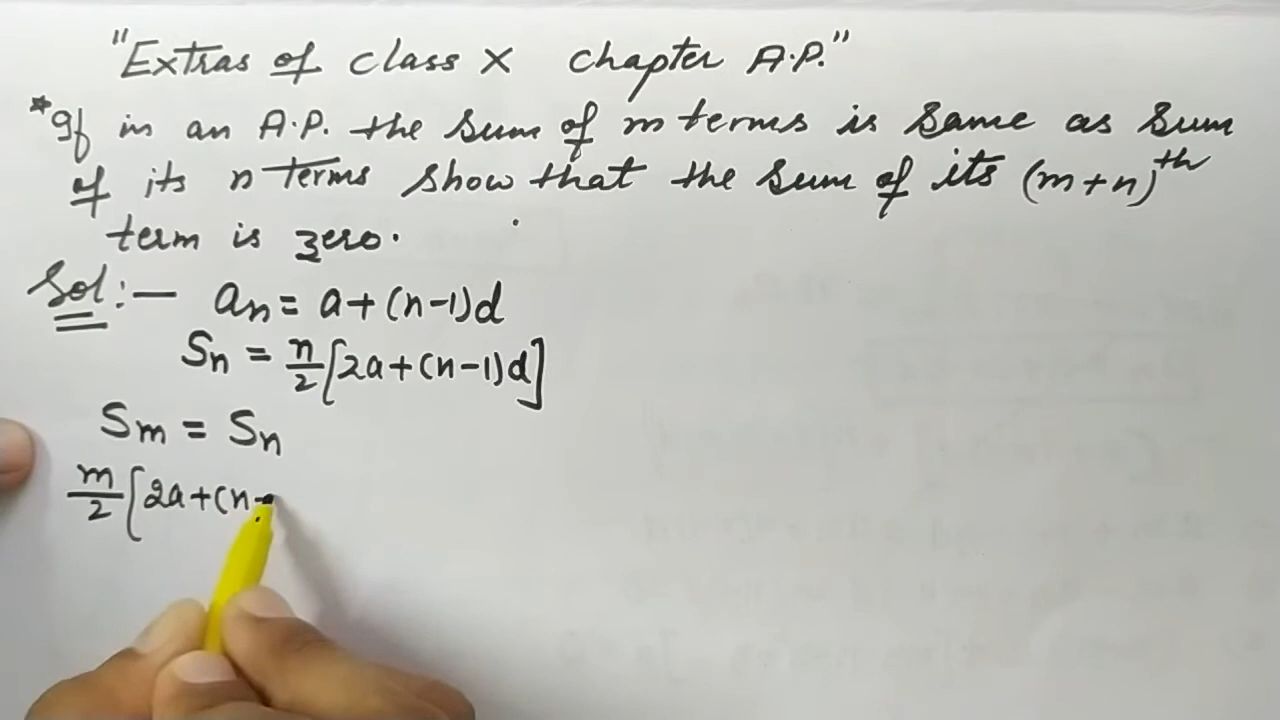 "Extras of class X chapter A.P."
*If in an A.P. the sum of m terms is same as sum
of its n terms show that the sum of its (m+n)th
term is zero.
Sol:— an = a+(n-1)d
Sn = n/2[2a+(n-1)d]
Sm = Sn
m/2[2a+(n-